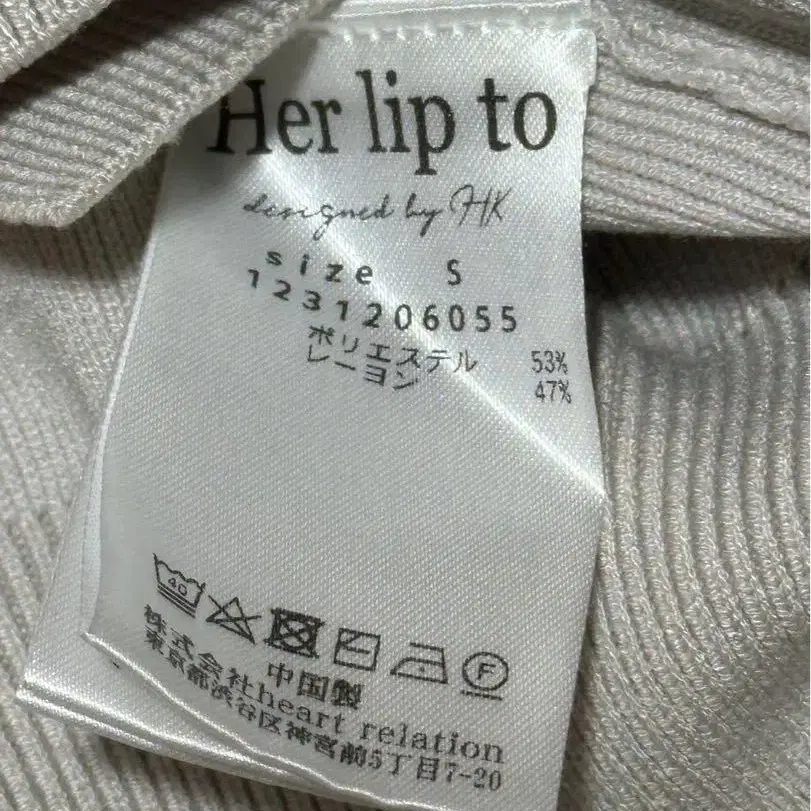 Her lip to
designed by HK
size S
1231206055
ポリエステル 53%
レーヨン 47%
40
F
中国製
株式会社heart relation
東京都渋谷区神宮前5丁目7-20